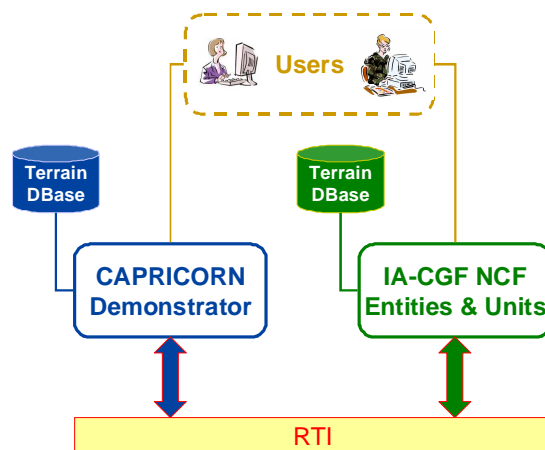 Users
Terrain
DBase
Terrain
DBase
CAPRICORN
Demonstrator
IA-CGF NCF
Entities & Units
RTI